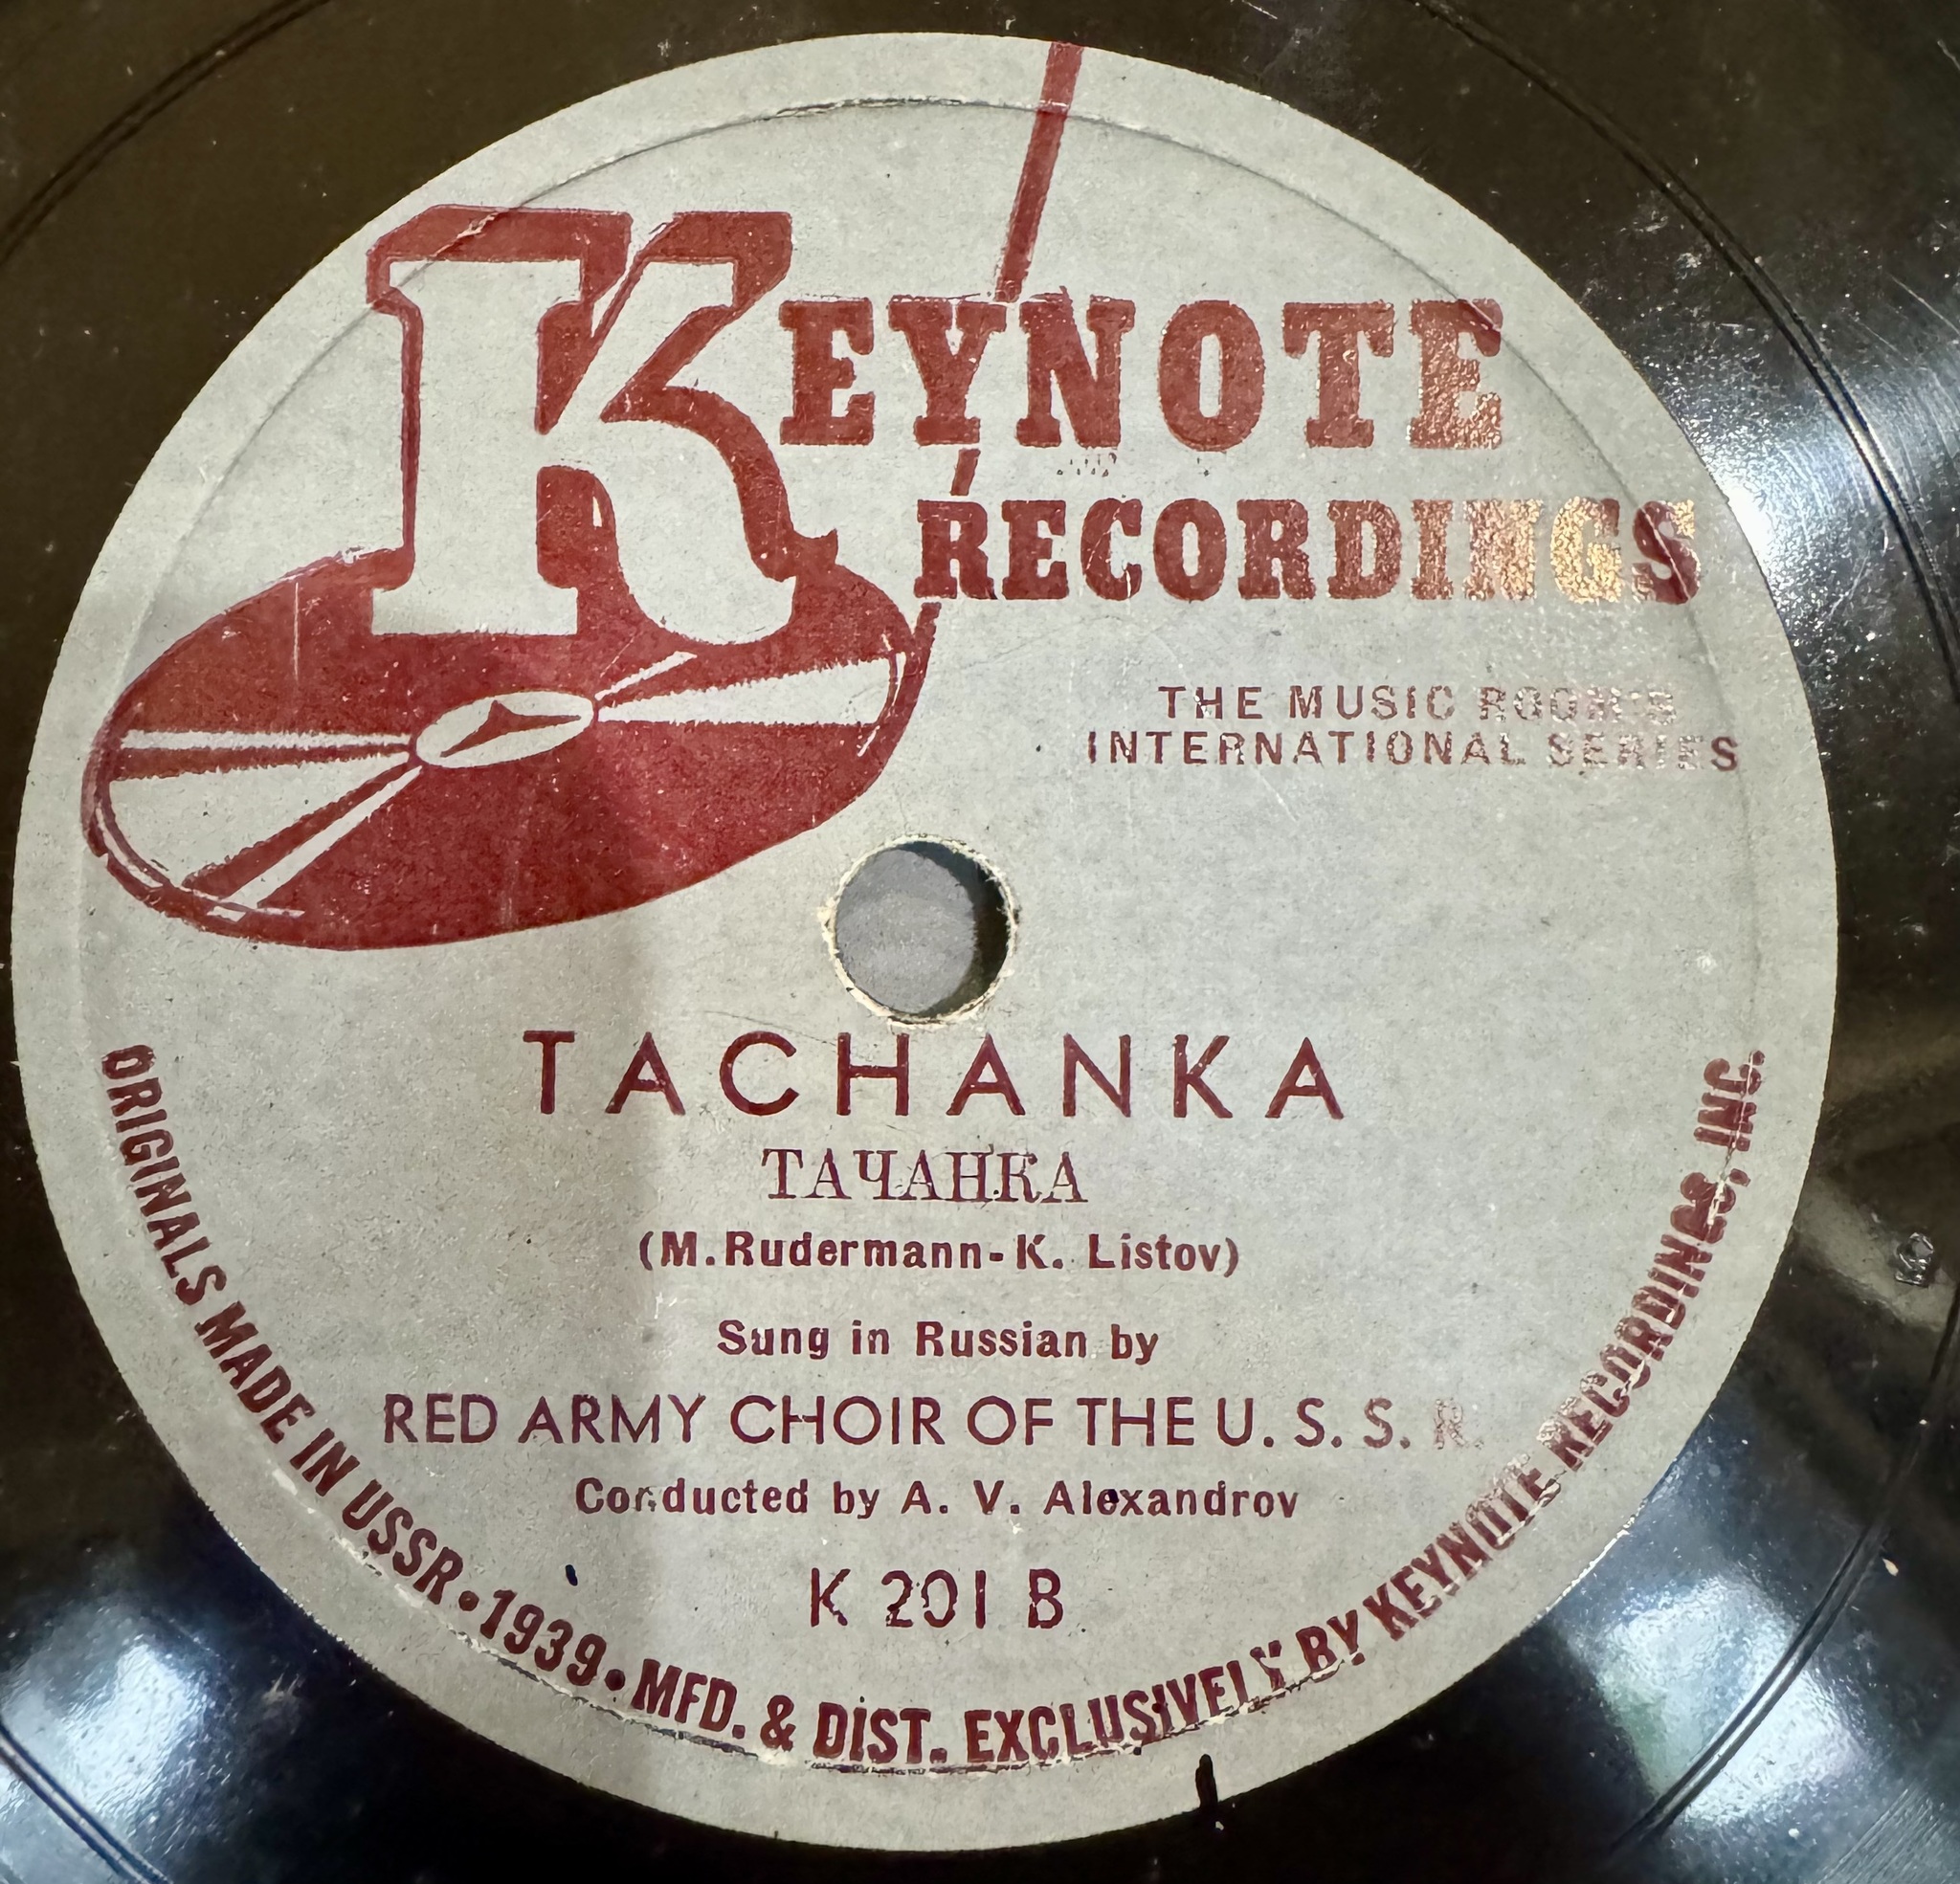 KEYNOTE
RECORDINGS
THE MUSIC ROOM'S
INTERNATIONAL SERIES
TACHANKA
ТАЧАНКА
(M.Rudermann-K. Listov)
Sung in Russian by
RED ARMY CHOIR OF THE U. S. S. R.
Conducted by A. V. Alexandrov
K 201 B
ORIGINALS MADE IN USSR•1939•MFD. & DIST. EXCLUSIVELY BY KEYNOTE RECORDINGS, INC.